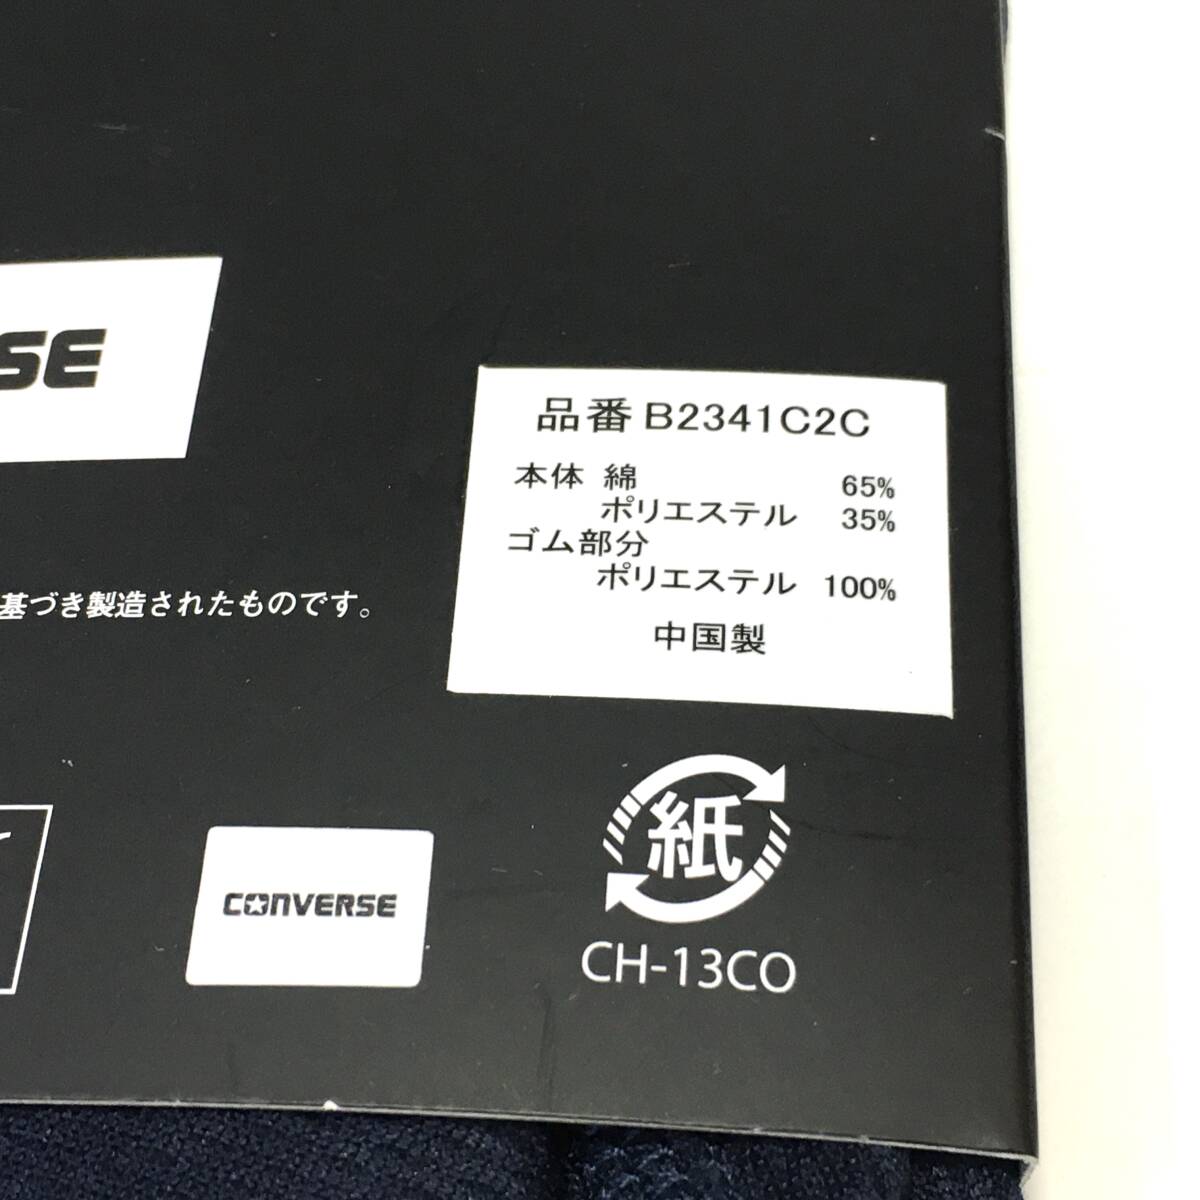 品番 B2341C2C
本体 綿 65%
ポリエステル 35%
ゴム部分
ポリエステル 100%
中国製
基づき製造されたものです。
CONVERSE
紙
CH-13CO